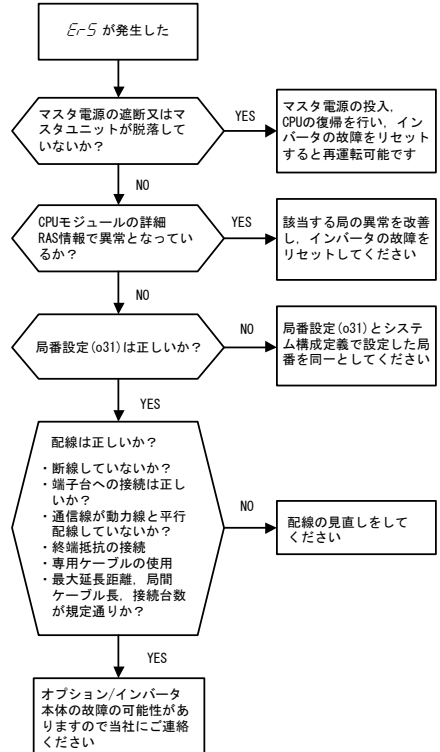 Er-5 が発生した
マスタ電源の遮断又はマ
スタユニットが脱落して
いないか？
YES
マスタ電源の投入，
CPUの復帰を行い，イン
バータの故障をリセット
すると再運転可能です
NO
CPUモジュールの詳細
RAS情報で異常となってい
るか？
YES
該当する局の異常を改善
し，インバータの故障を
リセットしてください
NO
局番設定(o31)は正しいか？
NO
局番設定(o31)とシステ
ム構成定義で設定した局
番を同一としてください
YES
配線は正しいか？
・断線していないか？
・端子台への接続は正し
いか？
・通信線が動力線と平行
配線していないか？
・終端抵抗の接続
・専用ケーブルの使用
・最大延長距離，局間
ケーブル長，接続台数
が規定通りか？
NO
配線の見直しをして
ください
YES
オプション/インバータ
本体の故障の可能性があ
りますので当社にご連絡
ください